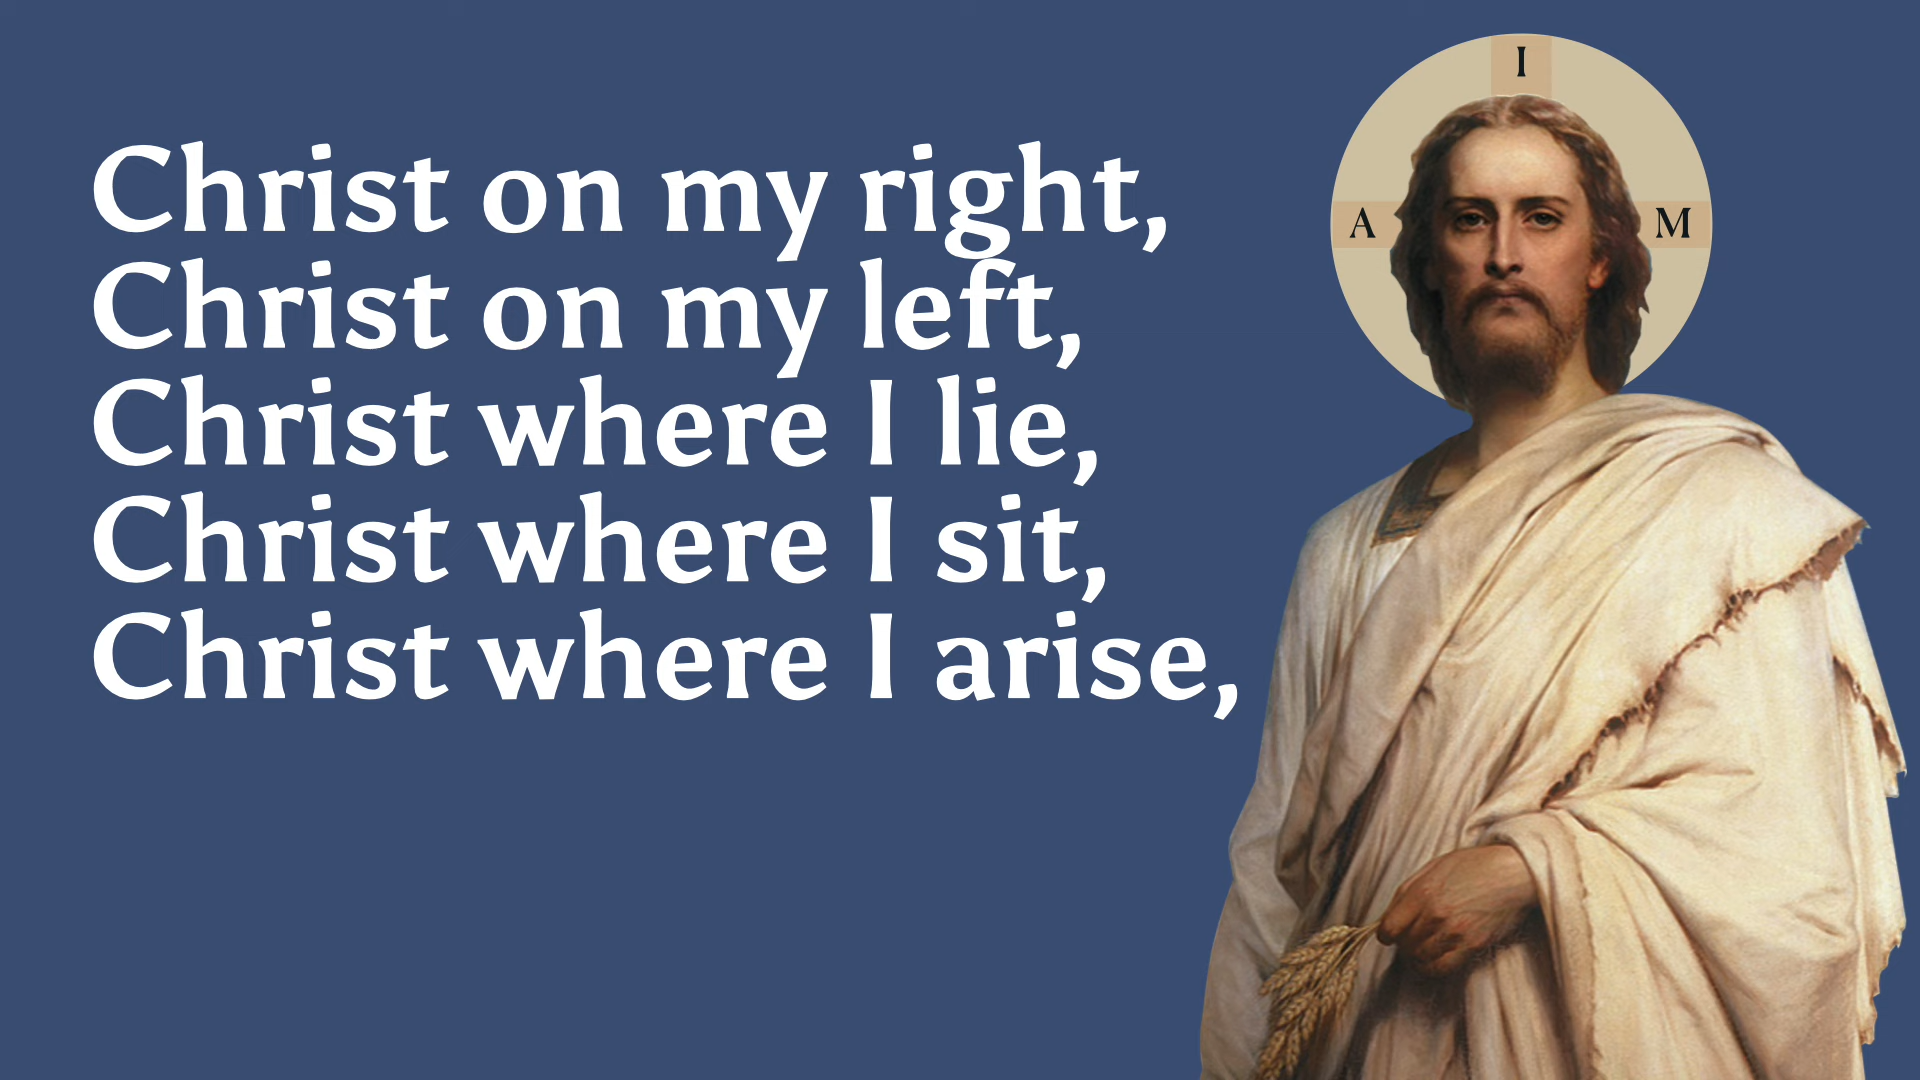 Christ on my right,
Christ on my left,
Christ where I lie,
Christ where I sit,
Christ where I arise,
I
A M